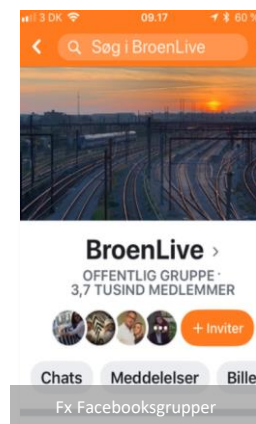 3 DK 09.17 60 %
Søg i BroenLive
BroenLive
OFFENTLIG GRUPPE ·
3,7 TUSIND MEDLEMMER
+ Inviter
Chats Meddelelser Bille
Fx Facebooksgrupper